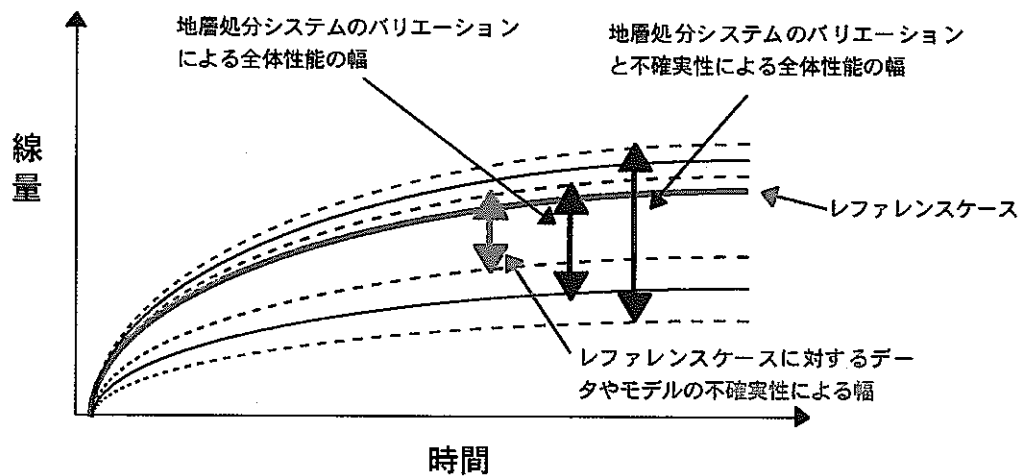 地層処分システムのバリエーション
による全体性能の幅
地層処分システムのバリエーション
と不確実性による全体性能の幅
線
量
レファレンスケース
レファレンスケースに対するデー
タやモデルの不確実性による幅
時間